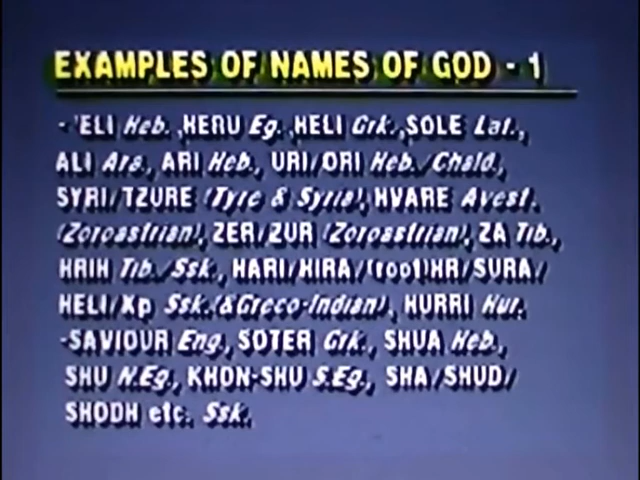 EXAMPLES OF NAMES OF GOD - 1
- 'ELI Heb. ,HERU Eg. ,HELI Grk.,SOLE Lat.,
ALI Ara., ARI Heb., URI/ORI Heb./Chald.,
SYRI/TZURE (Tyre & Syria), HVARE Avest.
(Zoroastrian), ZER/ZUR (Zoroastrian), ZA Tib.,
HRIH Tib./Ssk., HARI/HIRA/(root)HR/SURA/
HELI/Xp Ssk.(&Greco-Indian), HURRI Hur.
-SAVIOUR Eng., SOTER Grk., SHUA Heb.,
SHU N.Eg., KHON-SHU S.Eg., SHA/SHUD/
SHODH etc. Ssk.